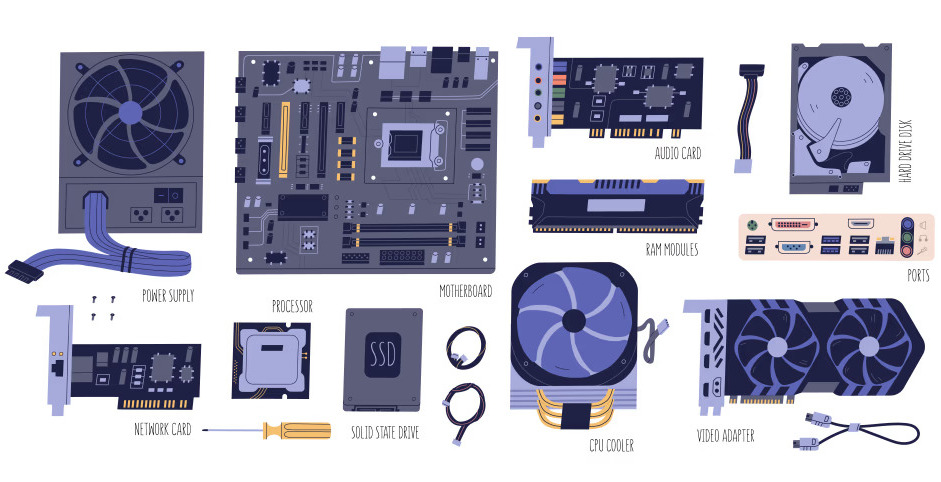 AUDIO CARD
HARD DRIVE DISK
RAM MODULES
PORTS
POWER SUPPLY
MOTHERBOARD
PROCESSOR
SSD
NETWORK CARD
SOLID STATE DRIVE
CPU COOLER
VIDEO ADAPTER